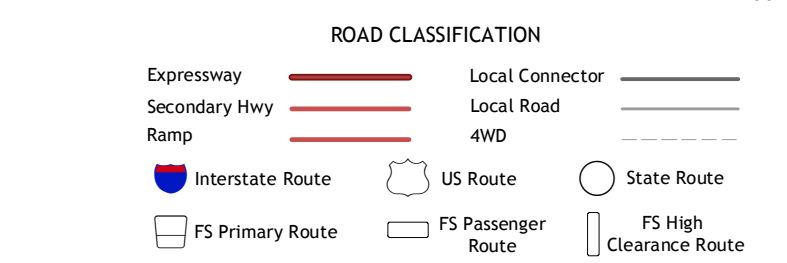 ROAD CLASSIFICATION
Expressway
Local Connector
Secondary Hwy
Local Road
Ramp
4WD
Interstate Route
US Route
State Route
FS Primary Route
FS Passenger
Route
FS High
Clearance Route